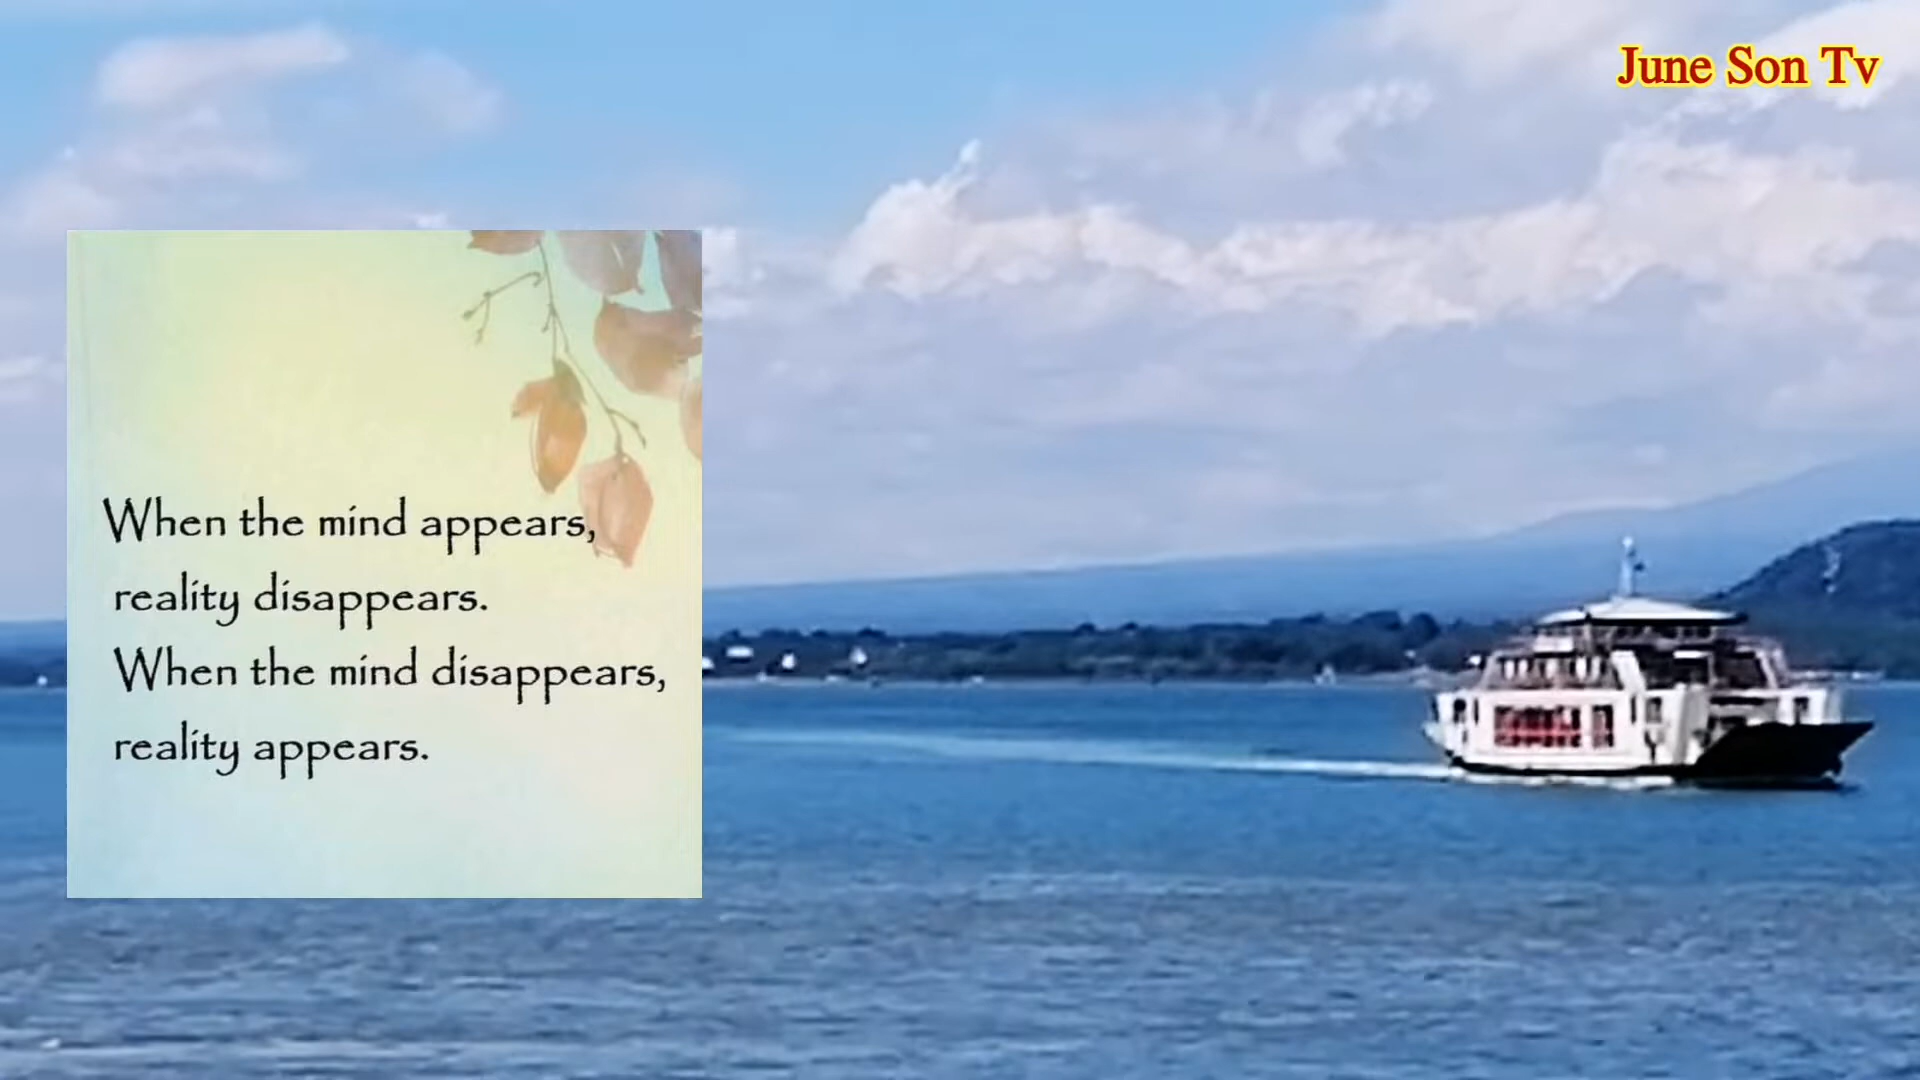 June Son Tv
When the mind appears,
reality disappears.
When the mind disappears,
reality appears.